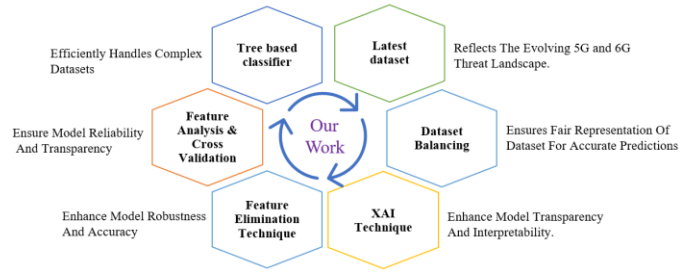 Efficiently Handles Complex
Datasets
Tree based
classifier
Latest
dataset
Reflects The Evolving 5G and 6G
Threat Landscape.
Ensure Model Reliability
And Transparency
Feature
Analysis &
Cross
Validation
Our
Work
Dataset
Balancing
Ensures Fair Representation Of
Dataset For Accurate Predictions
Enhance Model Robustness
And Accuracy
Feature
Elimination
Technique
XAI
Technique
Enhance Model Transparency
And Interpretability.